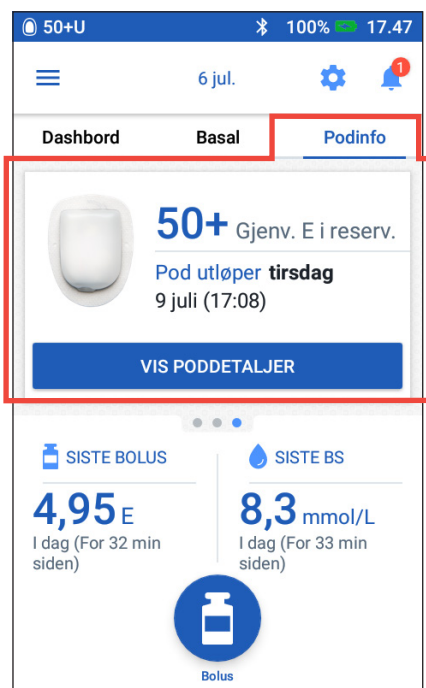 50+U 100% 17.47
6 jul. 1
Dashbord Basal Podinfo
50+ Gjenv. E i reserv.
Pod utløper tirsdag
9 juli (17:08)
VIS PODDETALJER
SISTE BOLUS
4,95 E
I dag (For 32 min
siden)
SISTE BS
8,3 mmol/L
I dag (For 33 min
siden)
Bolus